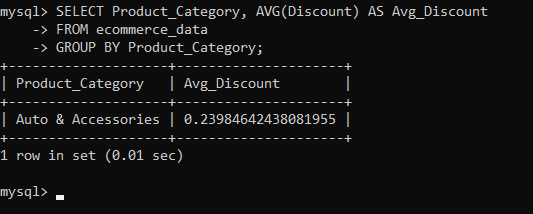 mysql> SELECT Product_Category, AVG(Discount) AS Avg_Discount
    -> FROM ecommerce_data
    -> GROUP BY Product_Category;
+--------------------+---------------------+
| Product_Category   | Avg_Discount        |
+--------------------+---------------------+
| Auto & Accessories | 0.23984642438081955 |
+--------------------+---------------------+
1 row in set (0.01 sec)

mysql>